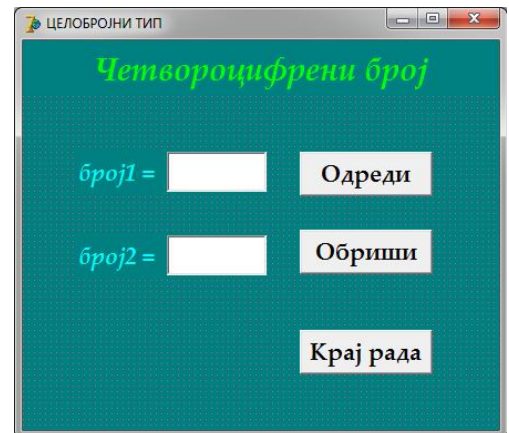 ЦЕЛОБРОЈНИ ТИП
Четвороцифрени број
број1 =
Одреди
број2 =
Обриши
Крај рада